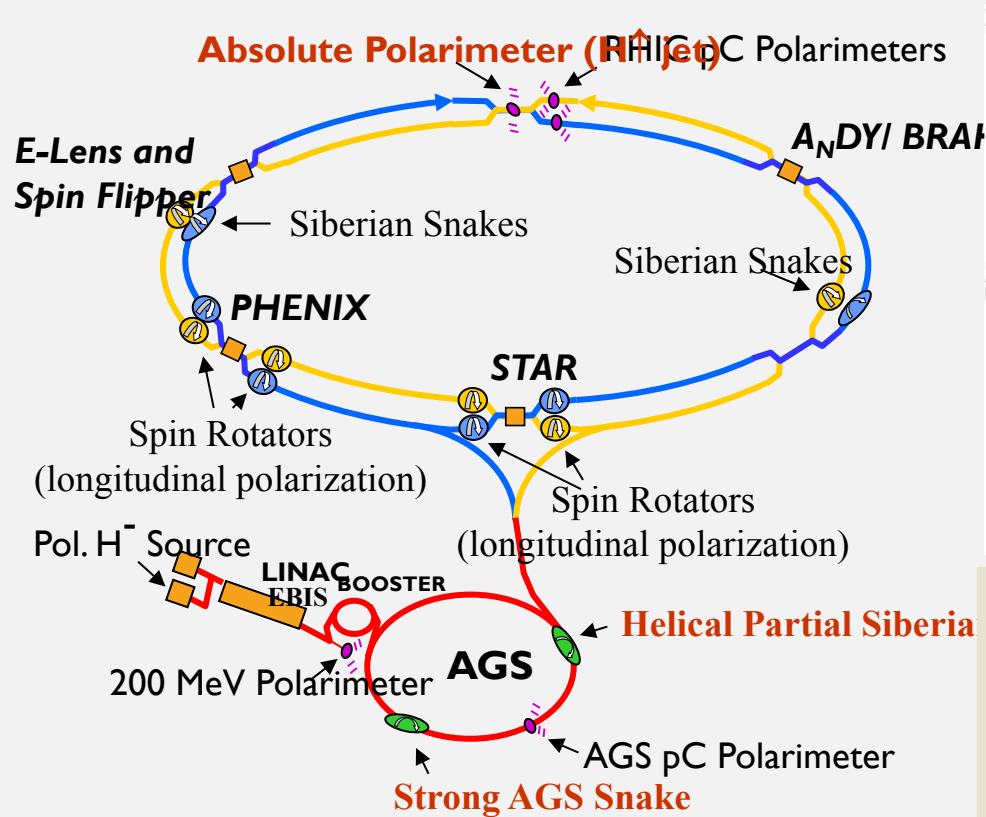 Absolute Polarimeter (H↑ jet)
RHIC pC Polarimeters
E-Lens and
Spin Flipper
A_NDY/ BRAH
Siberian Snakes
Siberian Snakes
PHENIX
STAR
Spin Rotators
(longitudinal polarization)
Spin Rotators
(longitudinal polarization)
Pol. H⁻ Source
LINAC
BOOSTER
EBIS
Helical Partial Siberia
AGS
200 MeV Polarimeter
AGS pC Polarimeter
Strong AGS Snake